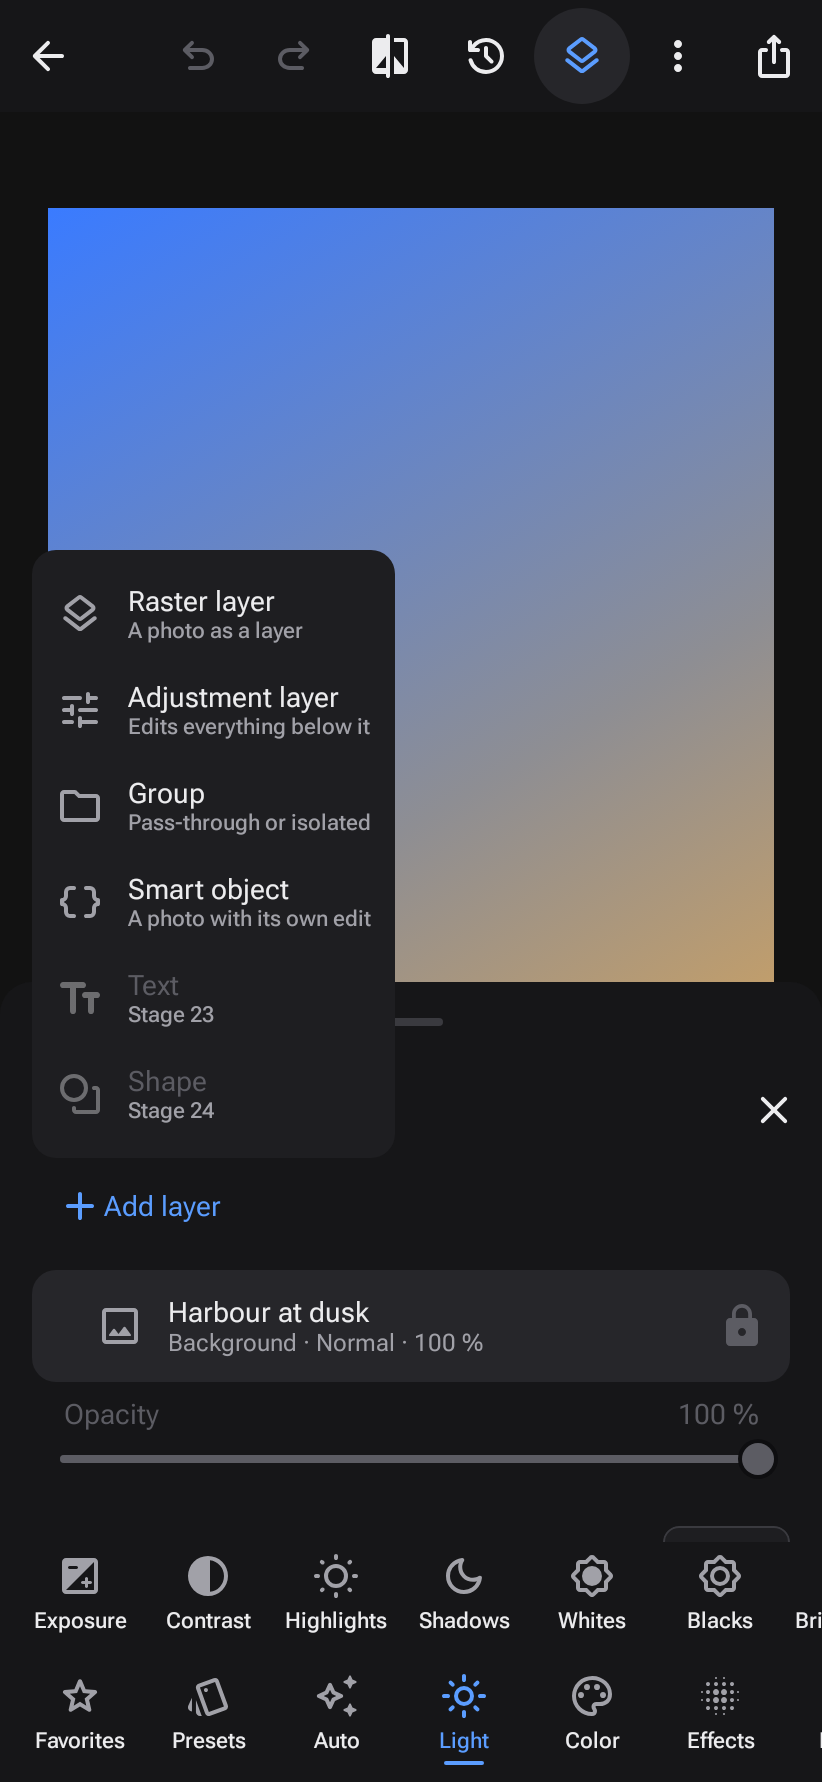 Raster layer
A photo as a layer
Adjustment layer
Edits everything below it
Group
Pass-through or isolated
Smart object
A photo with its own edit
Text
Stage 23
Shape
Stage 24
Add layer
Harbour at dusk
Background · Normal · 100 %
Opacity 100 %
Exposure Contrast Highlights Shadows Whites Blacks Bri
Favorites Presets Auto Light Color Effects